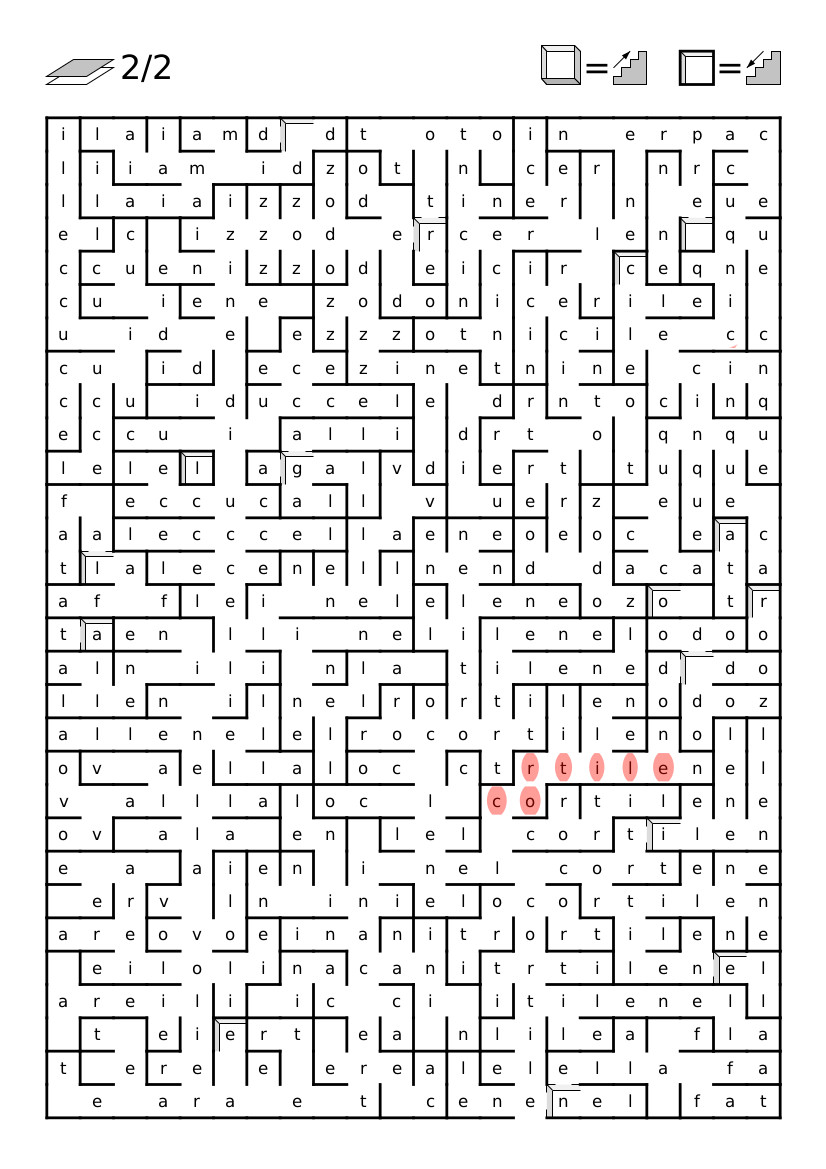 2/2 = =
i l a i a m d d t o t o i n e r p a c
l i i a m i d z o t n c e r n r c
l l a i a i z z o d t i n e r n e u e
e l c i z z o d e r c e r l e n q u
c c u e n i z z o d e i c i r c e q n e
c u i e n e z o d o n i c e r i l e i
u i d e e z z z o t n i c i l e c c
c u i d e c e z i n e t n i n e c i n
c c u i d u c c e l e d r n t o c i n q
e c c u i a l l i d r t o q n q u
l e l e l a g a l v d i e r t t u q u e
f e c c u c a l l v u e r z e u e
a a l e c c c e l l a e n e o e o c e a c
t l a l e c e n e l l n e n d d a c a t a
a f f l e i n e l e l e n e o z o t r
t a e n l l i n e l i l e n e l o d o o
a l n i l i n l a t i l e n e d d o
l l e n i l n e l r o r t i l e n o d o z
a l l e n e l e l r o c o r t i l e n o l l
o v a e l l a l o c c t r t i l e n e l
v a l l l a l o c l c o r t i l e n e
o v a l a e n l e l c o r t i l e n
e a a i e n i n e l c o r t e n e
e r v l n i n i e l o c o r t i l e n
a r e o v o e i n a n i t r o r t i l e n e
e i l o l i n a c a n i t r t i l e n e l
a r e i l i i c c i i t i l e n e l l
t e i e r t e a n l i l e a f l a
t e r e e e r e a l e l e l l a f a
e a r a e t c e n e n e l f a t